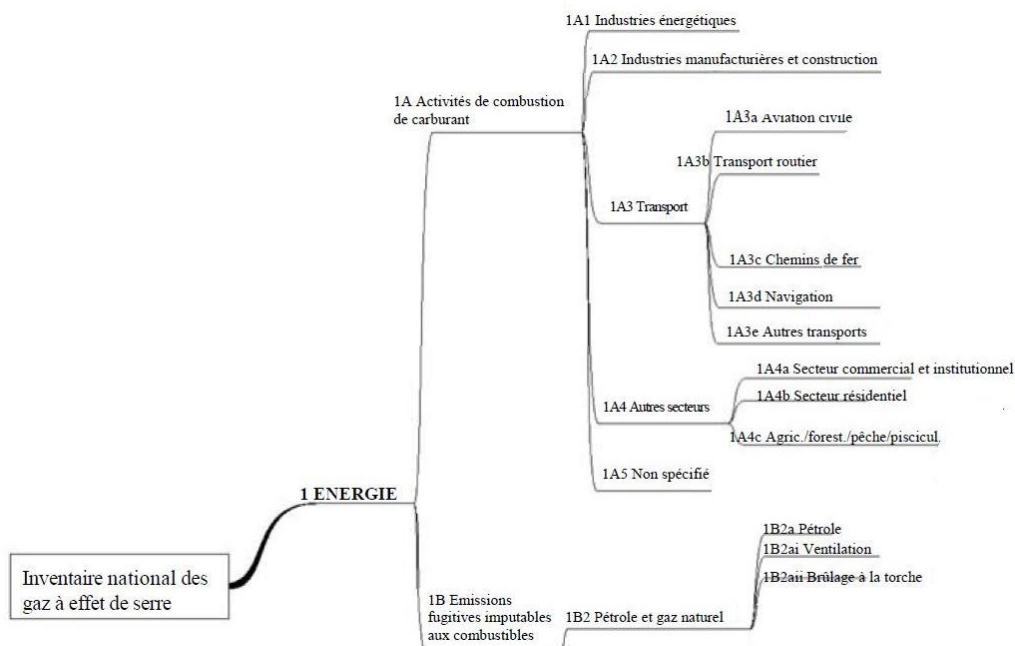 1A1 Industries énergétiques
1A2 Industries manufacturières et construction
1A Activités de combustion
de carburant
1A3a Aviation civile
1A3b Transport routier
1A3 Transport
1A3c Chemins de fer
1A3d Navigation
1A3e Autres transports
1A4a Secteur commercial et institutionnel
1A4b Secteur résidentiel
1A4 Autres secteurs
1A4c Agric./forest./pêche/piscicul.
1A5 Non spécifié
1 ENERGIE
1B2a Pétrole
1B2ai Ventilation
1B2aii Brûlage à la torche
Inventaire national des
gaz à effet de serre
1B Emissions
fugitives imputables
aux combustibles
1B2 Pétrole et gaz naturel